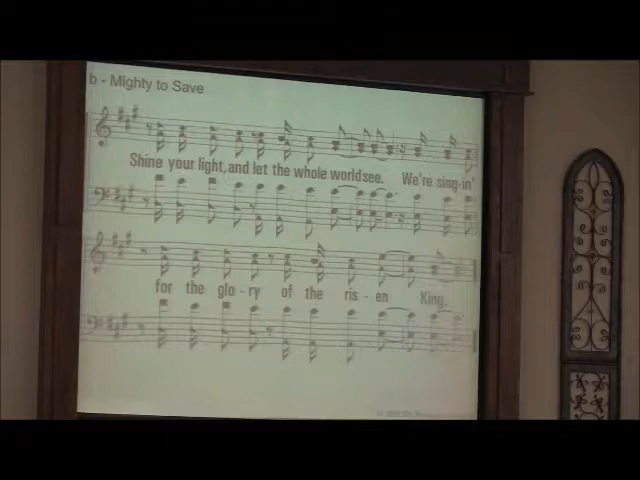 b - Mighty to Save
Shine your light, and let the whole world see. We're sing-in'
for the glo - ry of the ris - en King.